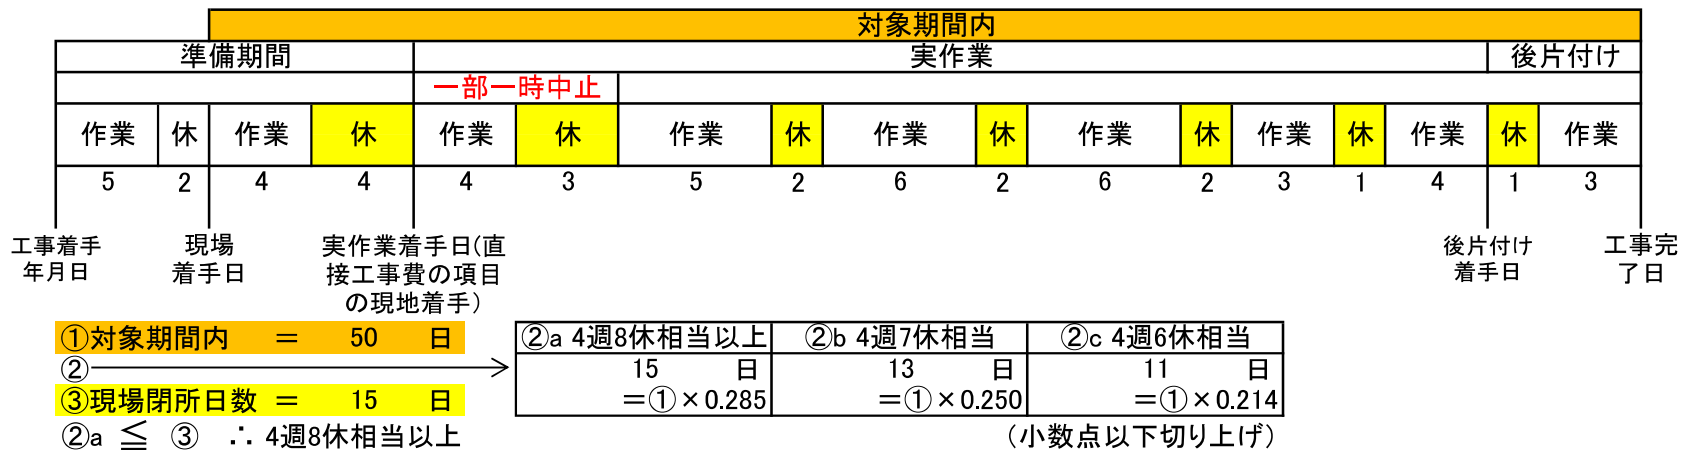 対象期間内
準備期間 実作業 後片付け
一部一時中止
作業 休 作業 休 作業 休 作業 休 作業 休 作業 休 作業 休 作業 休 作業
5 2 4 4 4 3 5 2 6 2 6 2 3 1 4 1 3
工事着手
年月日
現場
着手日
実作業着手日(直
接工事費の項目
の現地着手)
後片付け
着手日
工事完
了日
①対象期間内 = 50 日
②
③現場閉所日数 = 15 日
②a ≦ ③ ∴ 4週8休相当以上
②a 4週8休相当以上 ②b 4週7休相当 ②c 4週6休相当
15 日 13 日 11 日
=①×0.285 =①×0.250 =①×0.214
(小数点以下切り上げ)